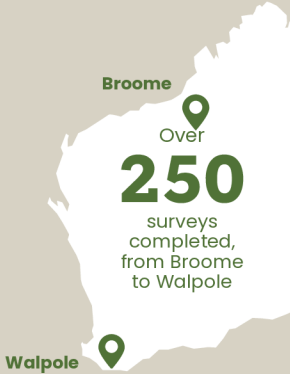 Broome
Over
250
surveys
completed,
from Broome
to Walpole
Walpole